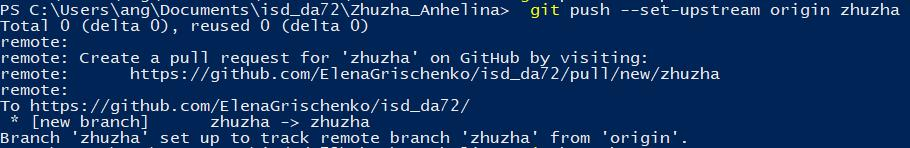 PS C:\Users\ang\Documents\isd_da72\Zhuzha_Anhelina> git push --set-upstream origin zhuzha
Total 0 (delta 0), reused 0 (delta 0)
remote:
remote: Create a pull request for 'zhuzha' on GitHub by visiting:
remote:      https://github.com/ElenaGrischenko/isd_da72/pull/new/zhuzha
remote:
To https://github.com/ElenaGrischenko/isd_da72/
 * [new branch]      zhuzha -> zhuzha
Branch 'zhuzha' set up to track remote branch 'zhuzha' from 'origin'.